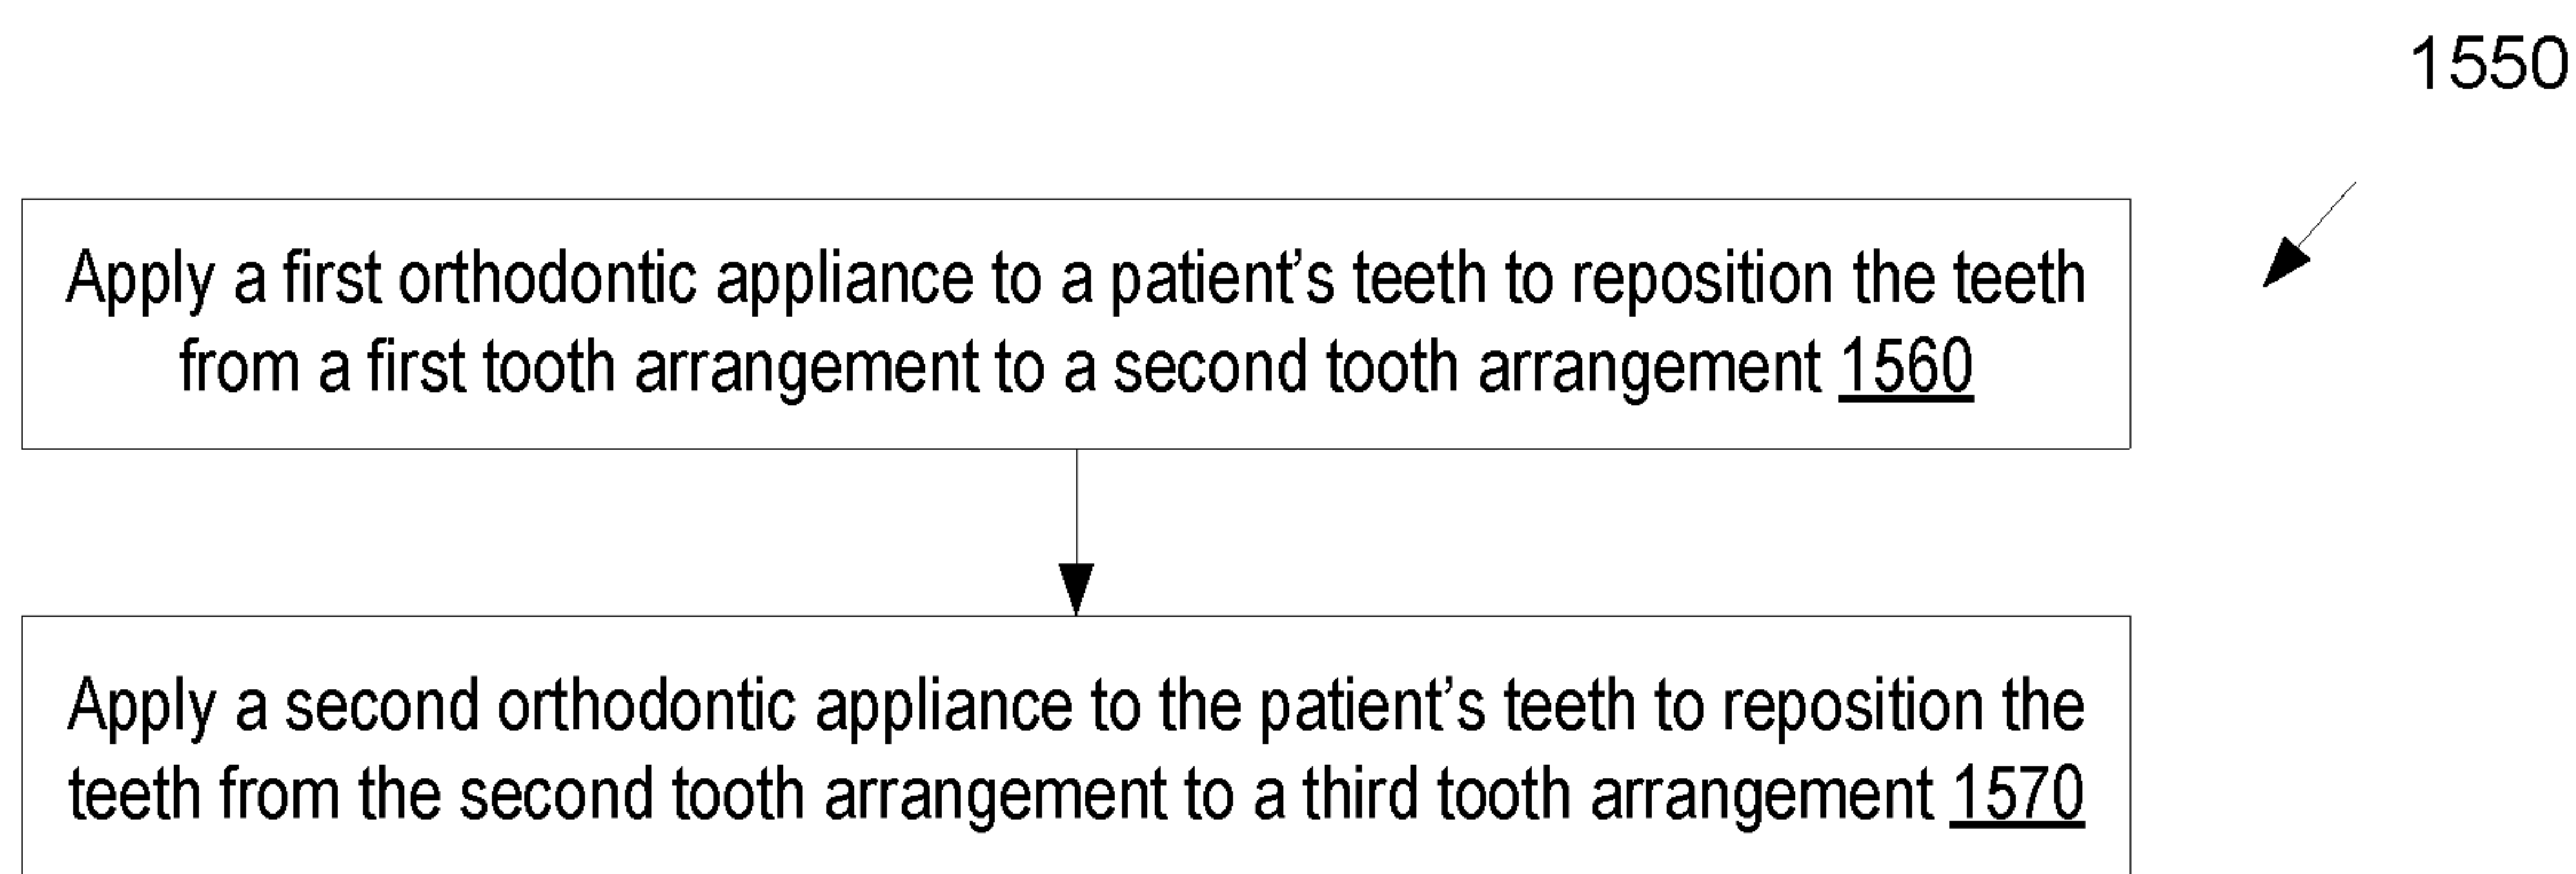 1550
Apply a first orthodontic appliance to a patient’s teeth to reposition the teeth
from a first tooth arrangement to a second tooth arrangement 1560
Apply a second orthodontic appliance to the patient’s teeth to reposition the
teeth from the second tooth arrangement to a third tooth arrangement 1570